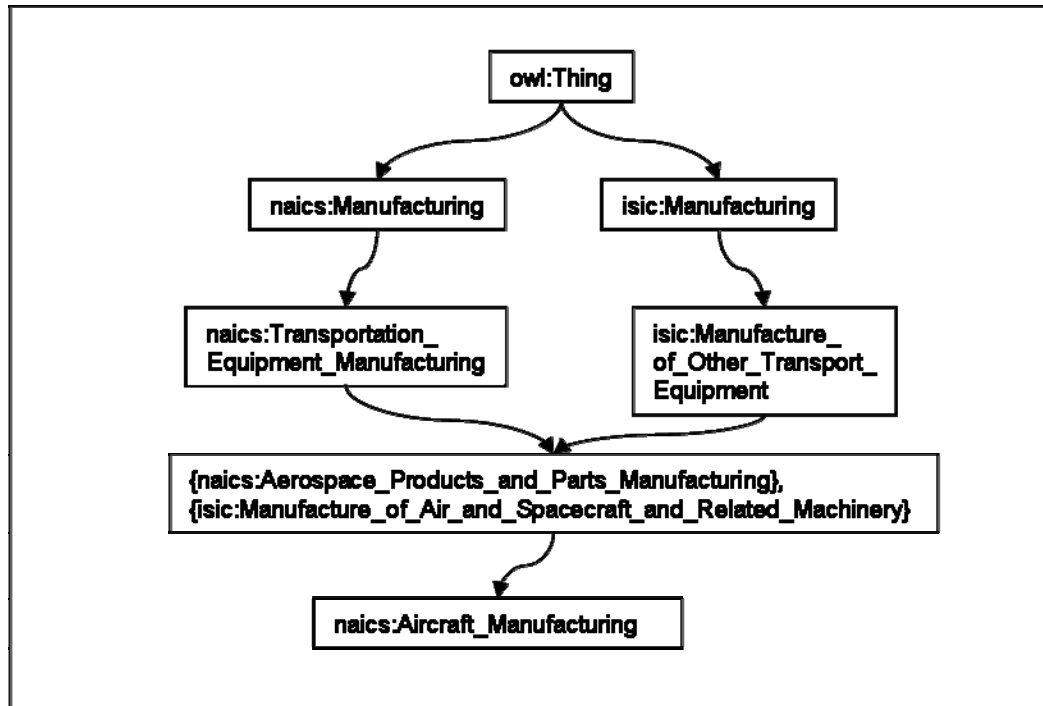 owl:Thing
naics:Manufacturing
isic:Manufacturing
naics:Transportation_
Equipment_Manufacturing
isic:Manufacture_
of_Other_Transport_
Equipment
{naics:Aerospace_Products_and_Parts_Manufacturing},
{isic:Manufacture_of_Air_and_Spacecraft_and_Related_Machinery}
naics:Aircraft_Manufacturing